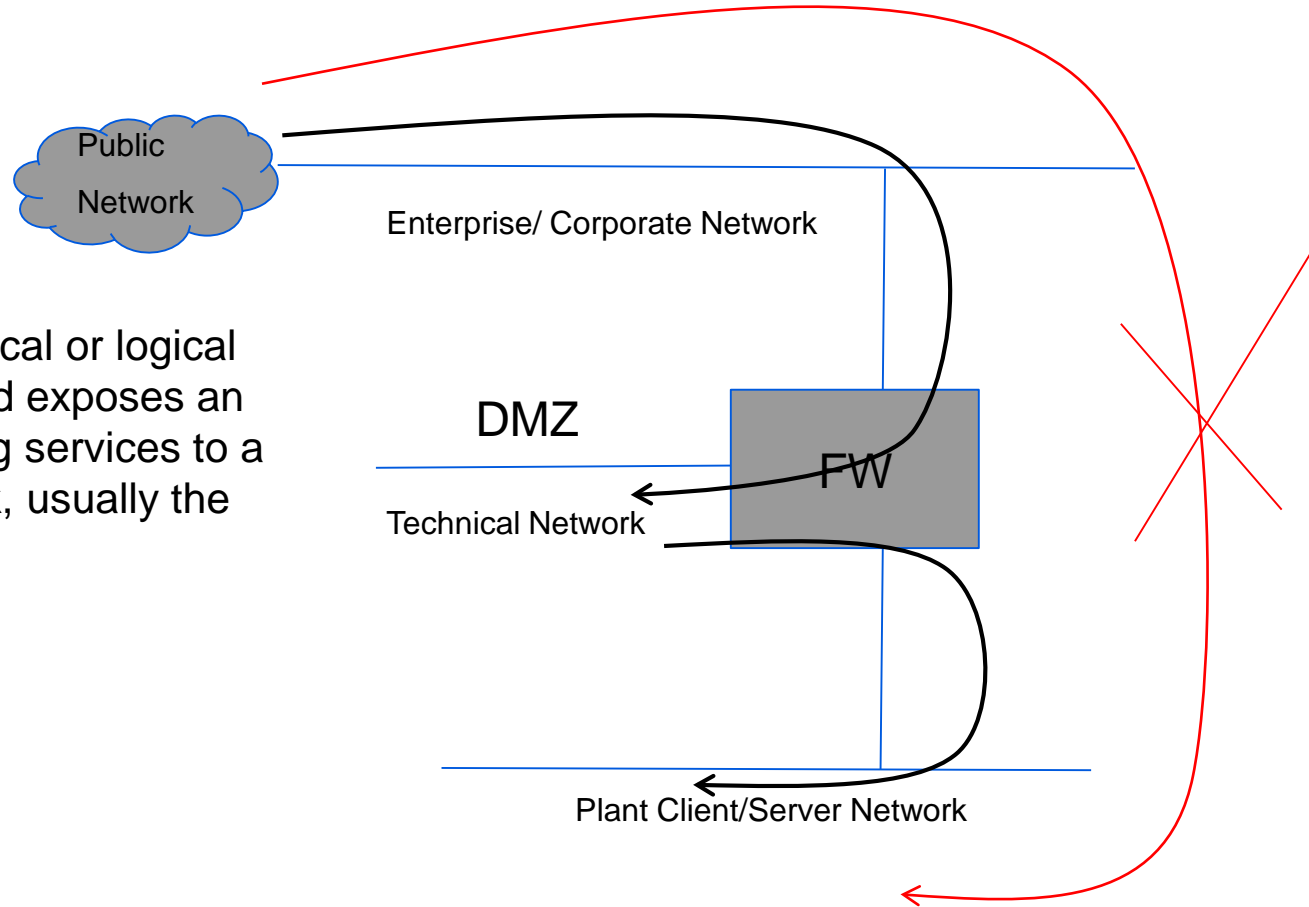 Public
Network
Enterprise/ Corporate Network
cal or logical
d exposes an
g services to a
, usually the
DMZ
FW
Technical Network
Plant Client/Server Network